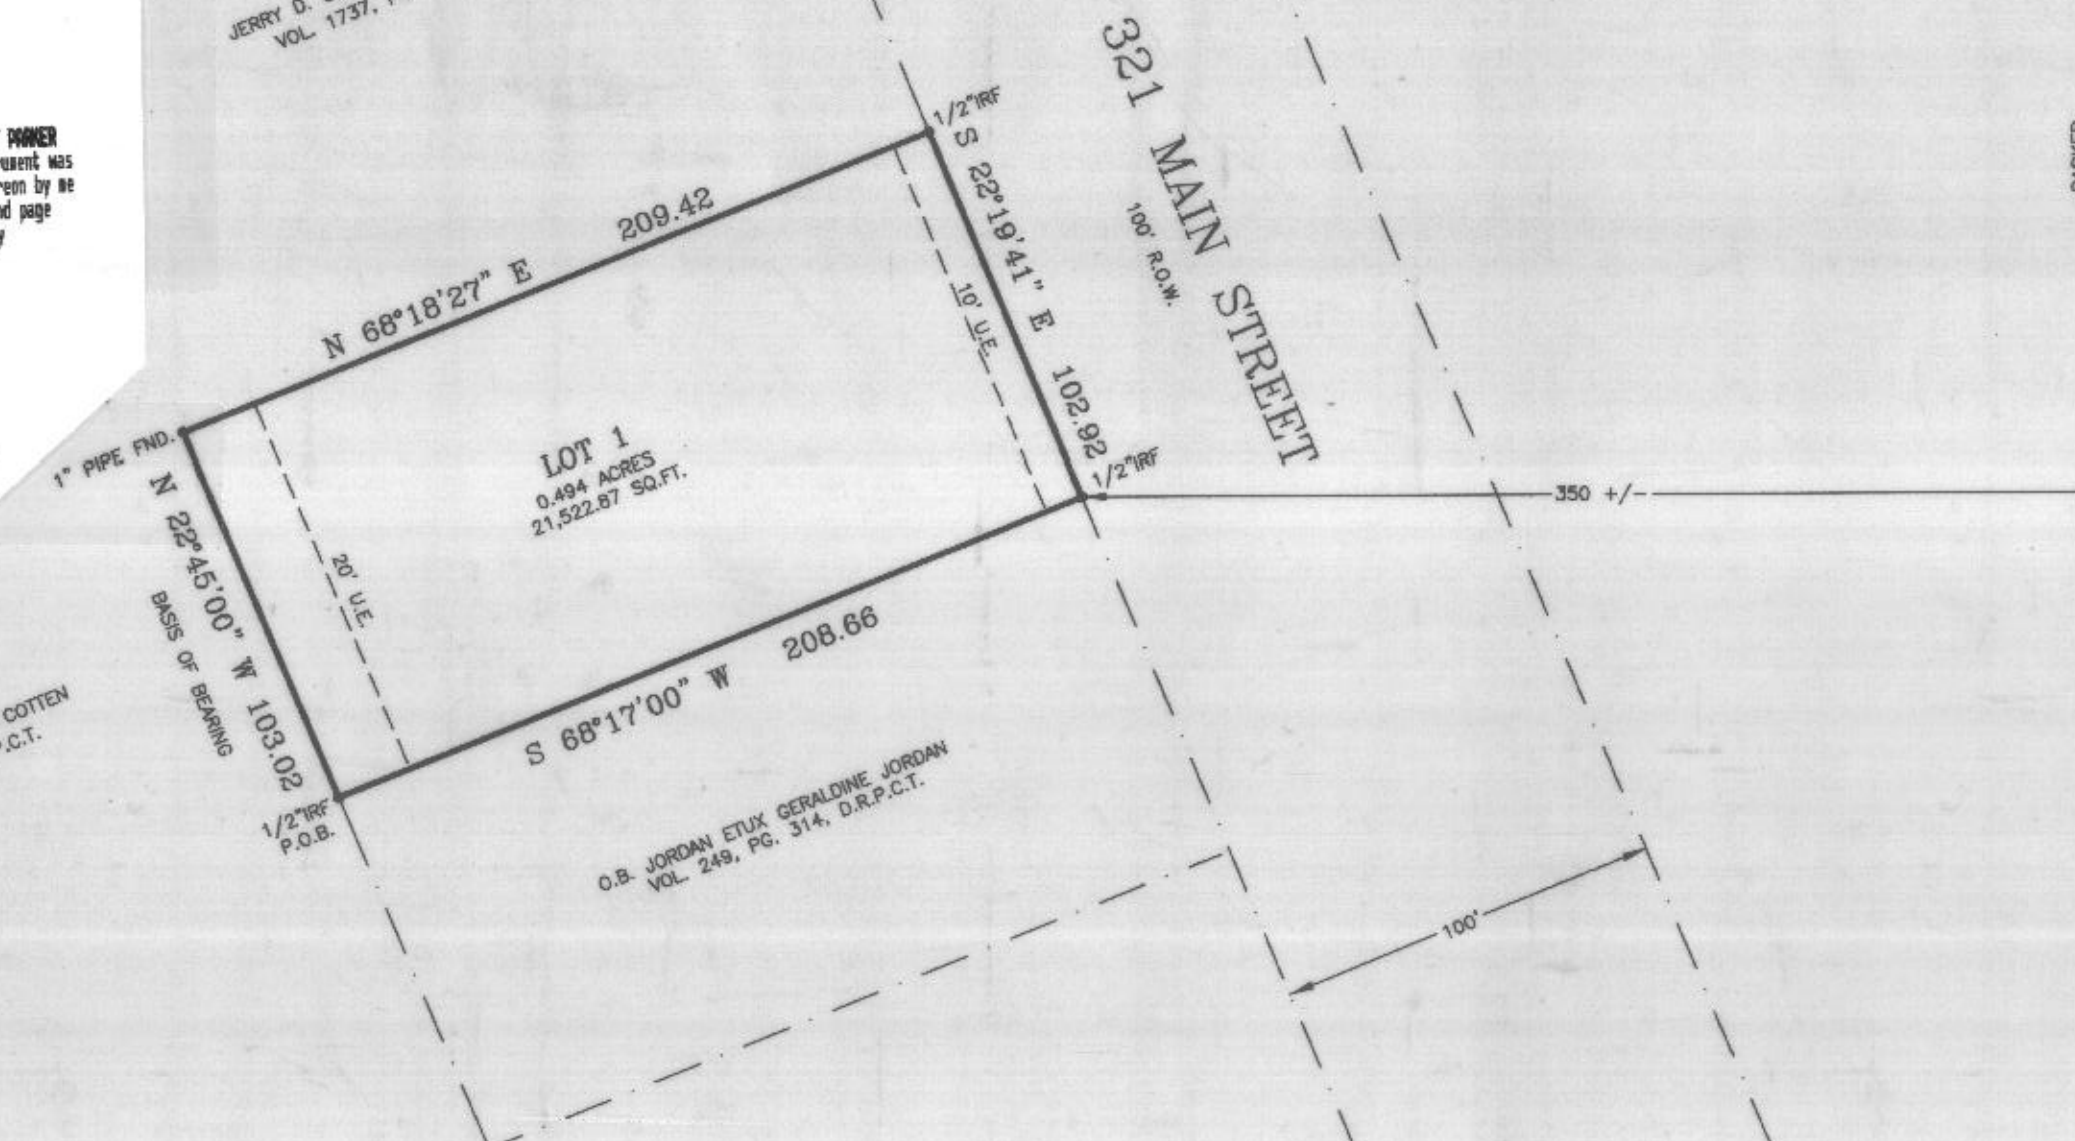 JERRY D.
VOL. 1737,
PARKER
ument was
reon by me
nd page
y
321 MAIN STREET
100' R.O.W.
1/2"IRF
S 22°19'41" E 102.92
N 68°18'27" E 209.42
10' U.E.
1" PIPE FND.
LOT 1
0.494 ACRES
21,522.87 SQ.FT.
1/2"IRF
350 +/-
N 22°45'00" W 103.02
BASIS OF BEARING
20' U.E.
S 68°17'00" W 208.66
COTTEN
P.C.T.
1/2"IRF
P.O.B.
O.B. JORDAN ETUX GERALDINE JORDAN
VOL. 249, PG. 314, D.R.P.C.T.
100'